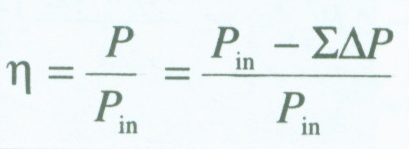 η = P / P_in = (P_in − ΣΔP) / P_in